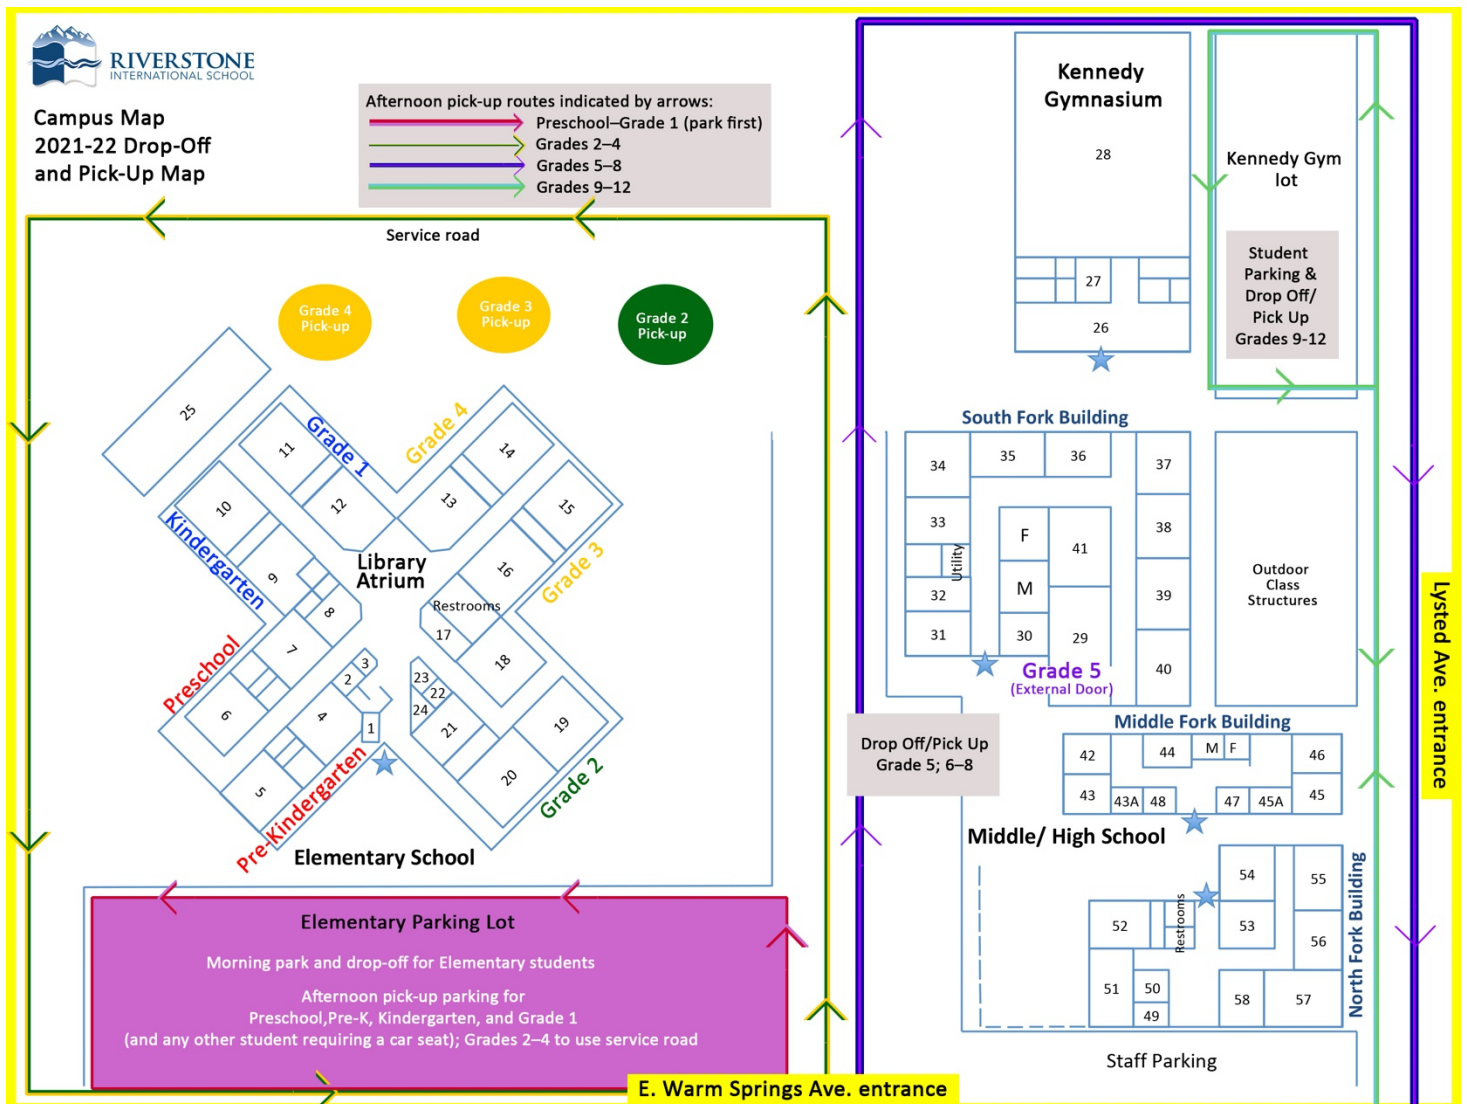 RIVERSTONE
INTERNATIONAL SCHOOL
Campus Map
2021-22 Drop-Off
and Pick-Up Map
Afternoon pick-up routes indicated by arrows:
Preschool–Grade 1 (park first)
Grades 2–4
Grades 5–8
Grades 9–12
Service road
Grade 4
Pick-up
Grade 3
Pick-up
Grade 2
Pick-up
25
11
Grade 1
12
Grade 4
14
13
15
10
Kindergarten
9
Library
Atrium
16
Grade 3
8
Restrooms
17
7
Preschool
18
3
2
23
22
24
6
4
1
21
19
5
20
Grade 2
Pre-Kindergarten
Elementary School
Elementary Parking Lot
Morning park and drop-off for Elementary students
Afternoon pick-up parking for
Preschool,Pre-K, Kindergarten, and Grade 1
(and any other student requiring a car seat); Grades 2–4 to use service road
E. Warm Springs Ave. entrance
Kennedy
Gymnasium
28
27
26
Kennedy Gym
lot
Student
Parking &
Drop Off/
Pick Up
Grades 9-12
South Fork Building
34
35
36
37
33
F
38
41
Utility
32
M
39
31
30
29
40
Grade 5
(External Door)
Outdoor
Class
Structures
Lysted Ave. entrance
Drop Off/Pick Up
Grade 5; 6–8
Middle Fork Building
42
44
M
F
46
43
43A
48
47
45A
45
Middle/ High School
54
55
52
Restrooms
53
56
North Fork Building
51
50
49
58
57
Staff Parking